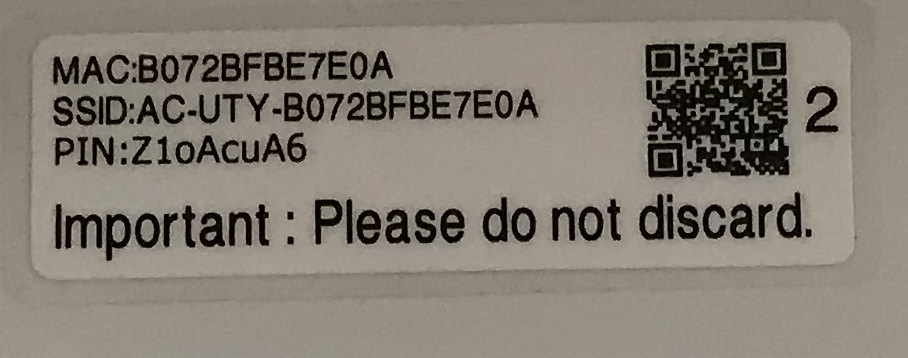 MAC:B072BFBE7E0A
SSID:AC-UTY-B072BFBE7E0A
PIN:Z1oAcuA6
2
Important : Please do not discard.